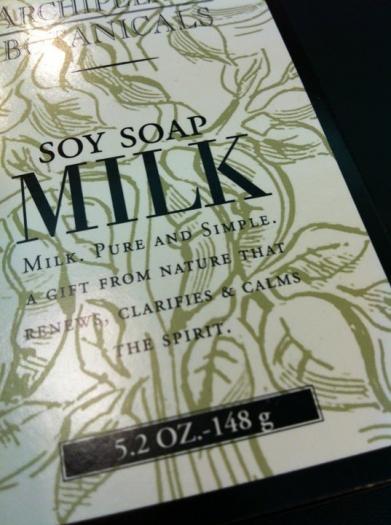 BOTANICALS
SOY SOAP
MILK
MILK. PURE AND SIMPLE.
A GIFT FROM NATURE THAT
RENEWS, CLARIFIES & CALMS
THE SPIRIT.
5.2 OZ.-148 g